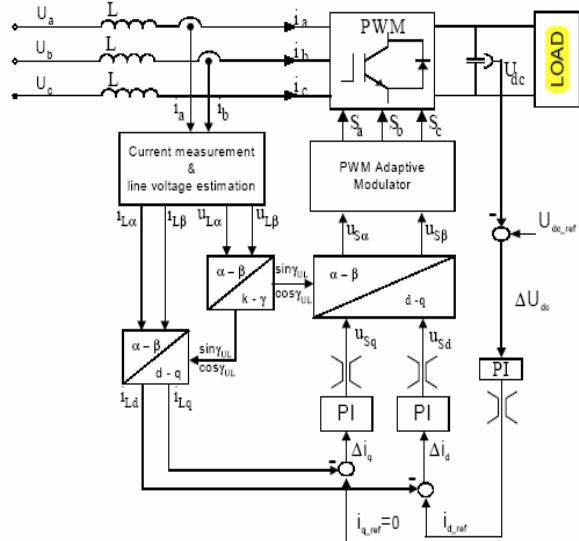 U_a L i_a PWM
U_b L i_b U_dc LOAD
U_c L i_c
i_a i_b S_a S_b S_c
Current measurement
&
line voltage estimation
PWM Adaptive
Modulator
i_Lα i_Lβ u_Lα u_Lβ u_Sα u_Sβ
U_dc_ref
α - β
k - γ
sinγ_UL
cosγ_UL
α - β
d-q
ΔU_dc
α - β
d - q
sinγ_UL
cosγ_UL
u_Sq u_Sd
PI
i_Ld i_Lq
PI PI
Δi_q Δi_d
i_q_ref=0 i_d_ref